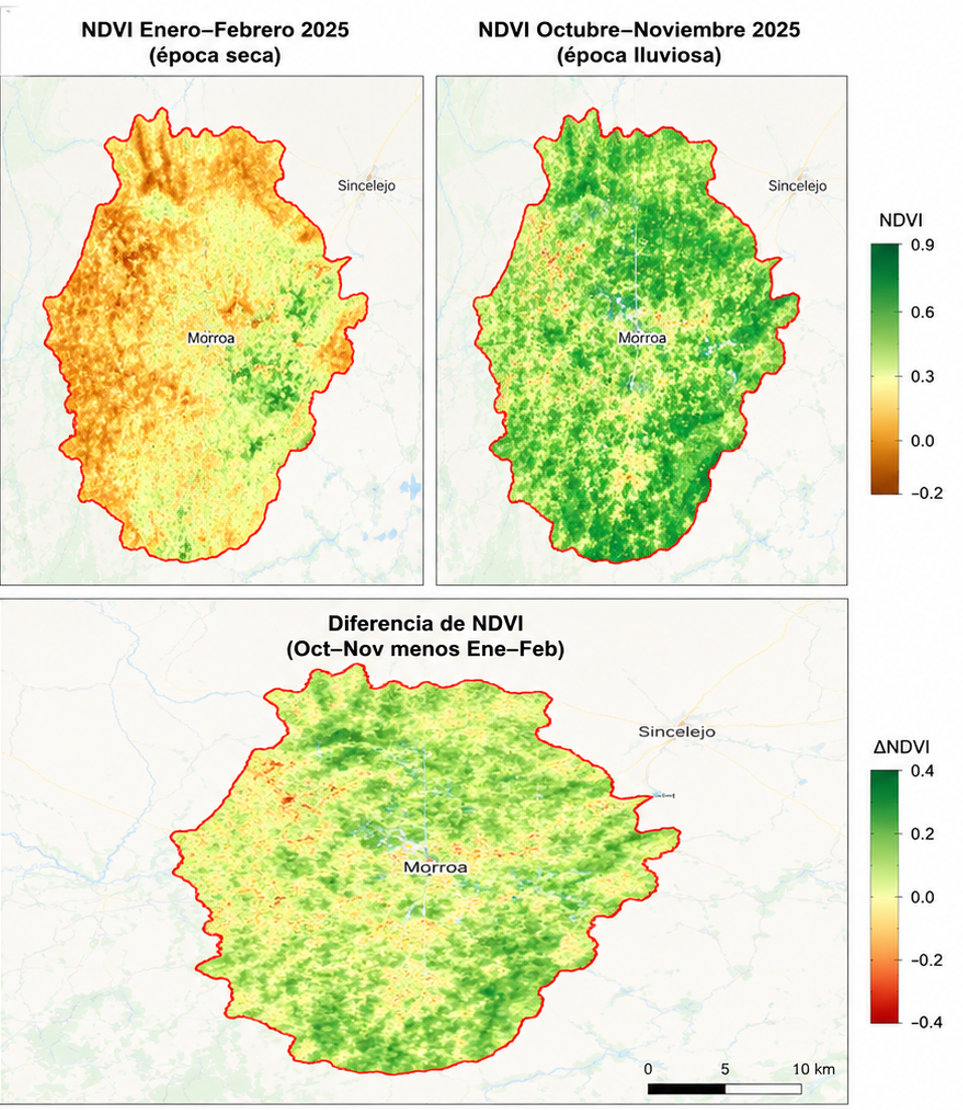 NDVI Enero–Febrero 2025
(época seca)
NDVI Octubre–Noviembre 2025
(época lluviosa)
Sincelejo
Morroa
Sincelejo
Morroa
NDVI
0.9
0.6
0.3
0.0
−0.2
Diferencia de NDVI
(Oct–Nov menos Ene–Feb)
Sincelejo
Morroa
ΔNDVI
0.4
0.2
0.0
−0.2
−0.4
0 5 10 km